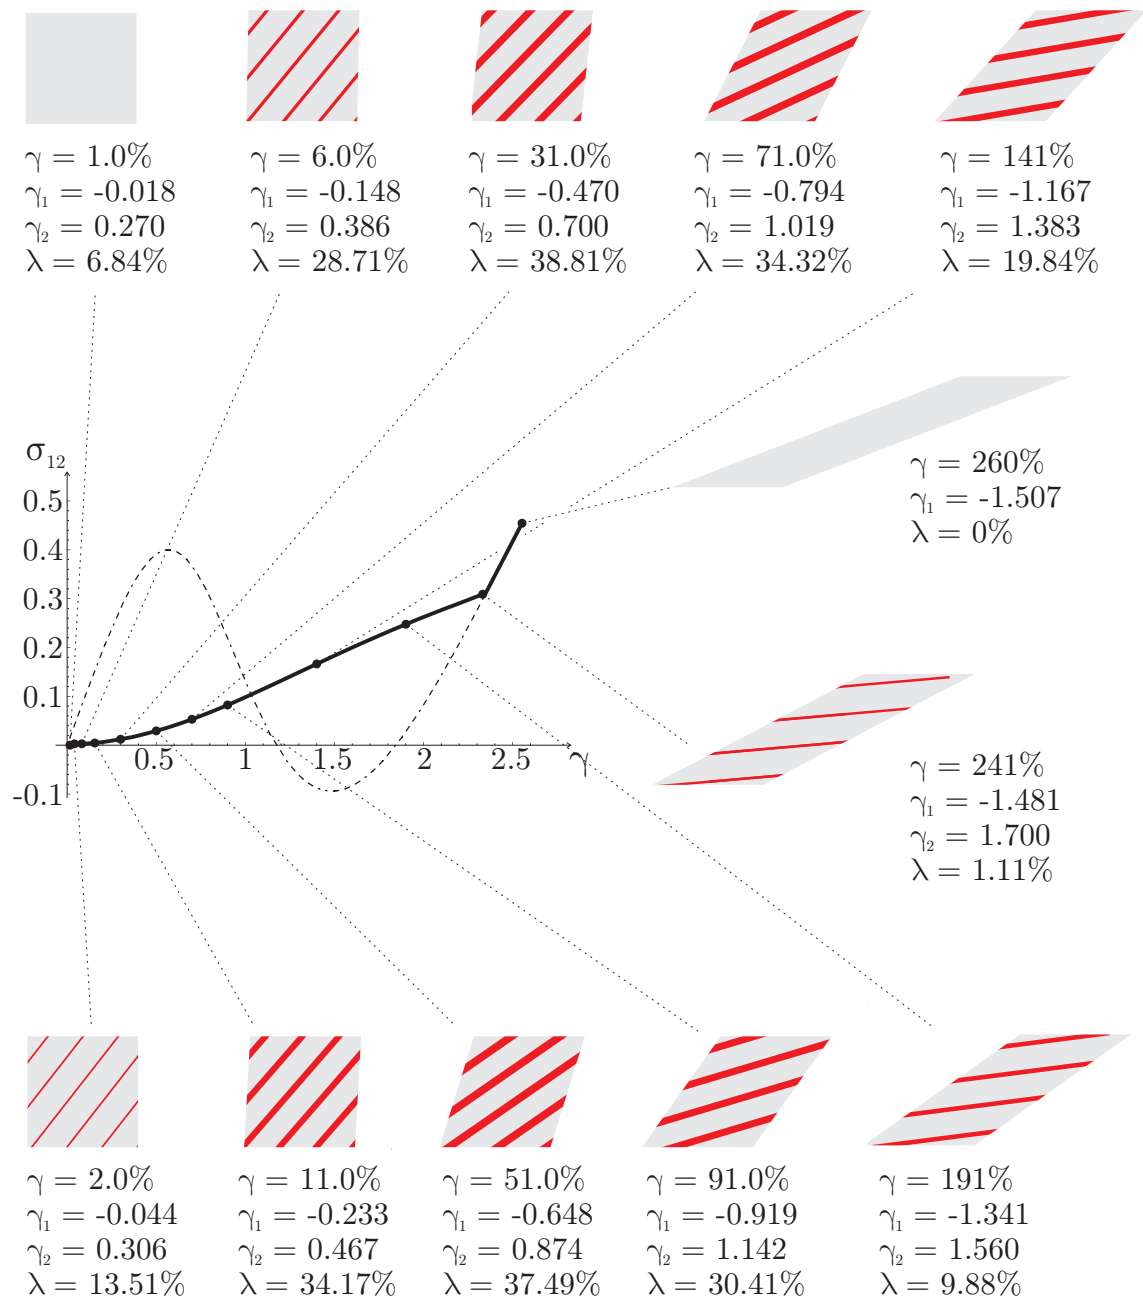 γ = 1.0%
γ₁ = -0.018
γ₂ = 0.270
λ = 6.84%
γ = 6.0%
γ₁ = -0.148
γ₂ = 0.386
λ = 28.71%
γ = 31.0%
γ₁ = -0.470
γ₂ = 0.700
λ = 38.81%
γ = 71.0%
γ₁ = -0.794
γ₂ = 1.019
λ = 34.32%
γ = 141%
γ₁ = -1.167
γ₂ = 1.383
λ = 19.84%
γ = 260%
γ₁ = -1.507
λ = 0%
σ₁₂
0.5
0.4
0.3
0.2
0.1
-0.1
0.5
1
1.5
2
2.5
γ
γ = 241%
γ₁ = -1.481
γ₂ = 1.700
λ = 1.11%
γ = 2.0%
γ₁ = -0.044
γ₂ = 0.306
λ = 13.51%
γ = 11.0%
γ₁ = -0.233
γ₂ = 0.467
λ = 34.17%
γ = 51.0%
γ₁ = -0.648
γ₂ = 0.874
λ = 37.49%
γ = 91.0%
γ₁ = -0.919
γ₂ = 1.142
λ = 30.41%
γ = 191%
γ₁ = -1.341
γ₂ = 1.560
λ = 9.88%